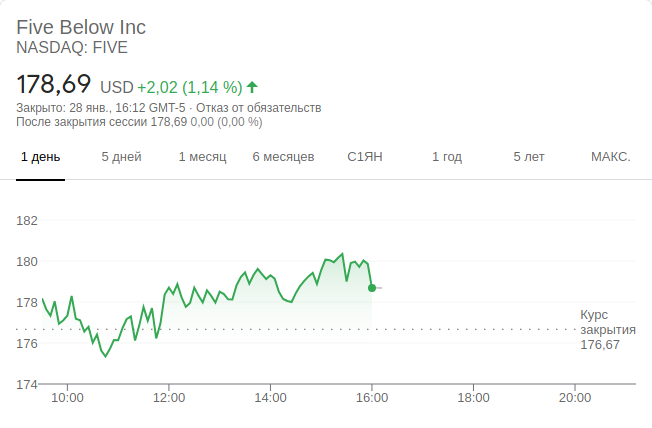 Five Below Inc
NASDAQ: FIVE
178,69 USD +2,02 (1,14 %)
Закрыто: 28 янв., 16:12 GMT-5 · Отказ от обязательств
После закрытия сессии 178,69 0,00 (0,00 %)
1 день 5 дней 1 месяц 6 месяцев С1ЯН 1 год 5 лет МАКС.
182
180
178
Курс
закрытия
176,67
176
174
10:00 12:00 14:00 16:00 18:00 20:00